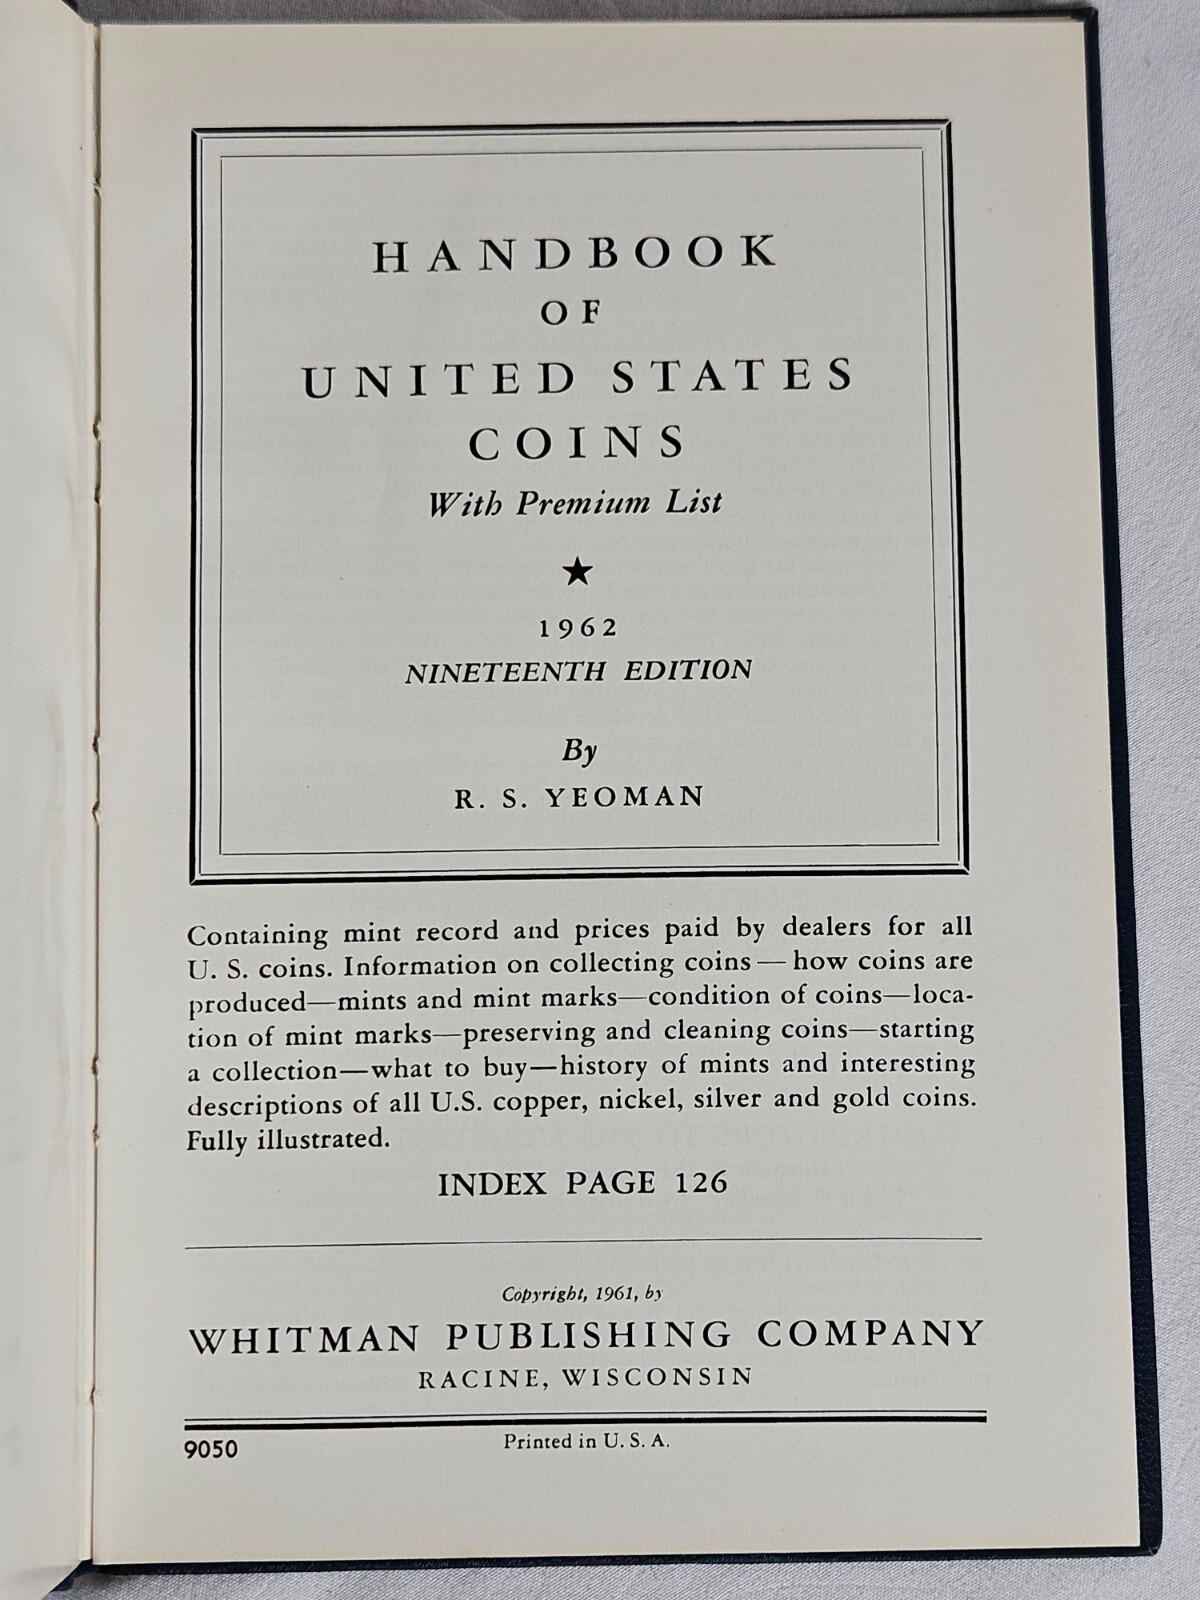 HANDBOOK
OF
UNITED STATES
COINS
With Premium List
★
1962
NINETEENTH EDITION
By
R. S. YEOMAN
Containing mint record and prices paid by dealers for all
U. S. coins. Information on collecting coins — how coins are
produced—mints and mint marks—condition of coins—loca-
tion of mint marks—preserving and cleaning coins—starting
a collection—what to buy—history of mints and interesting
descriptions of all U.S. copper, nickel, silver and gold coins.
Fully illustrated.
INDEX PAGE 126
Copyright, 1961, by
WHITMAN PUBLISHING COMPANY
RACINE, WISCONSIN
Printed in U. S. A.
9050